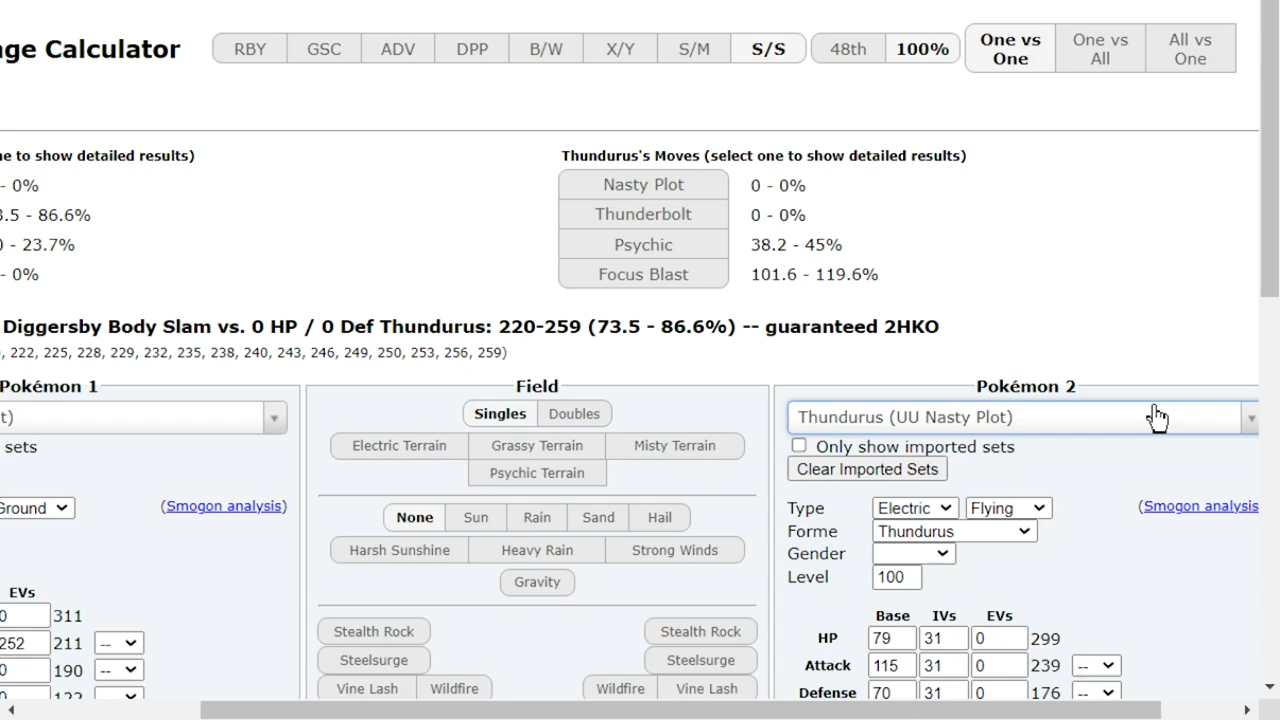 ge Calculator RBY GSC ADV DPP B/W X/Y S/M S/S 48th 100% One vs One One vs All All vs One
e to show detailed results) Thundurus's Moves (select one to show detailed results)
- 0% Nasty Plot 0 - 0%
3.5 - 86.6% Thunderbolt 0 - 0%
0 - 23.7% Psychic 38.2 - 45%
- 0% Focus Blast 101.6 - 119.6%
Diggersby Body Slam vs. 0 HP / 0 Def Thundurus: 220-259 (73.5 - 86.6%) -- guaranteed 2HKO
, 222, 225, 228, 229, 232, 235, 238, 240, 243, 246, 249, 250, 253, 256, 259)
Pokémon 1 Field Pokémon 2
t) Singles Doubles Thundurus (UU Nasty Plot)
sets Electric Terrain Grassy Terrain Misty Terrain Only show imported sets
Psychic Terrain Clear Imported Sets
Ground (Smogon analysis) None Sun Rain Sand Hail Type Electric Flying (Smogon analysis
Forme Thundurus
Harsh Sunshine Heavy Rain Strong Winds Gender
Gravity Level 100
EVs
0 311 Base IVs EVs
252 211 -- Stealth Rock Stealth Rock HP 79 31 0 299
0 190 -- Steelsurge Steelsurge Attack 115 31 0 239 --
0 122 -- Vine Lash Wildfire Wildfire Vine Lash Defense 70 31 0 176 --